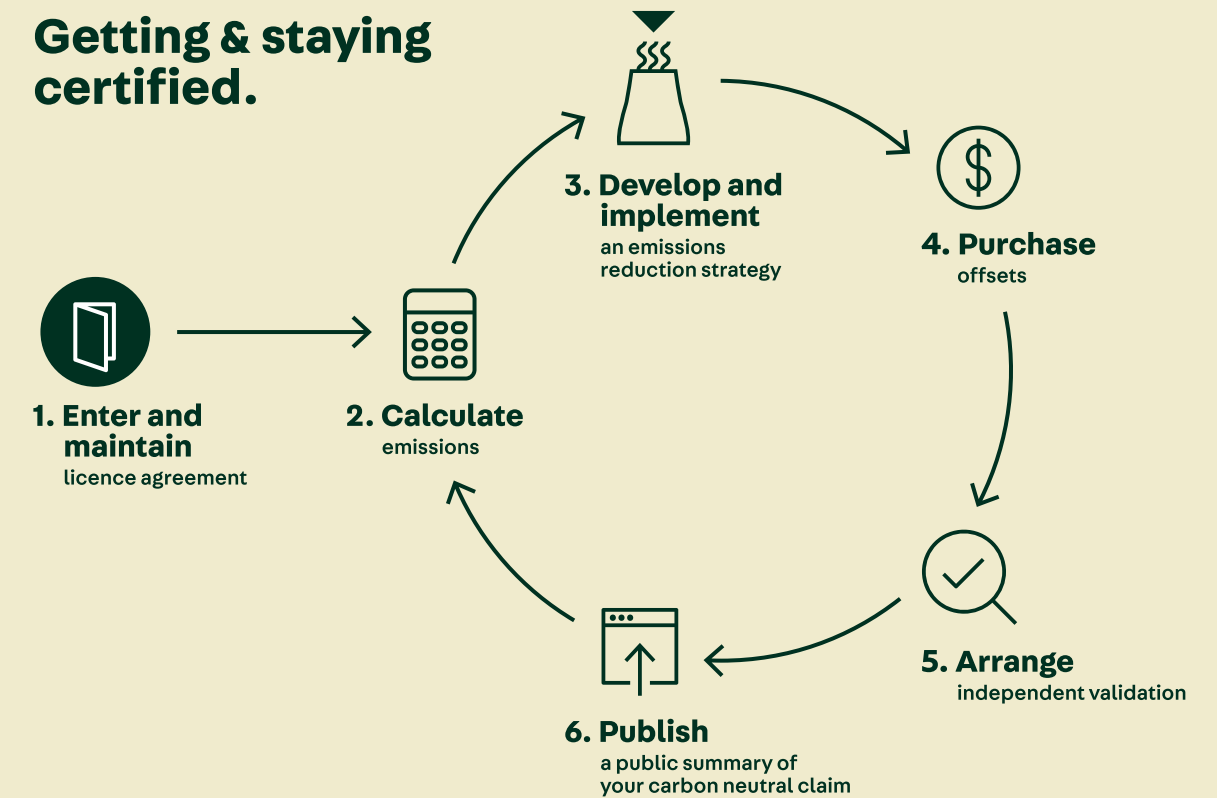 Getting & staying
certified.
1. Enter and
maintain
licence agreement
2. Calculate
emissions
3. Develop and
implement
an emissions
reduction strategy
4. Purchase
offsets
5. Arrange
independent validation
6. Publish
a public summary of
your carbon neutral claim